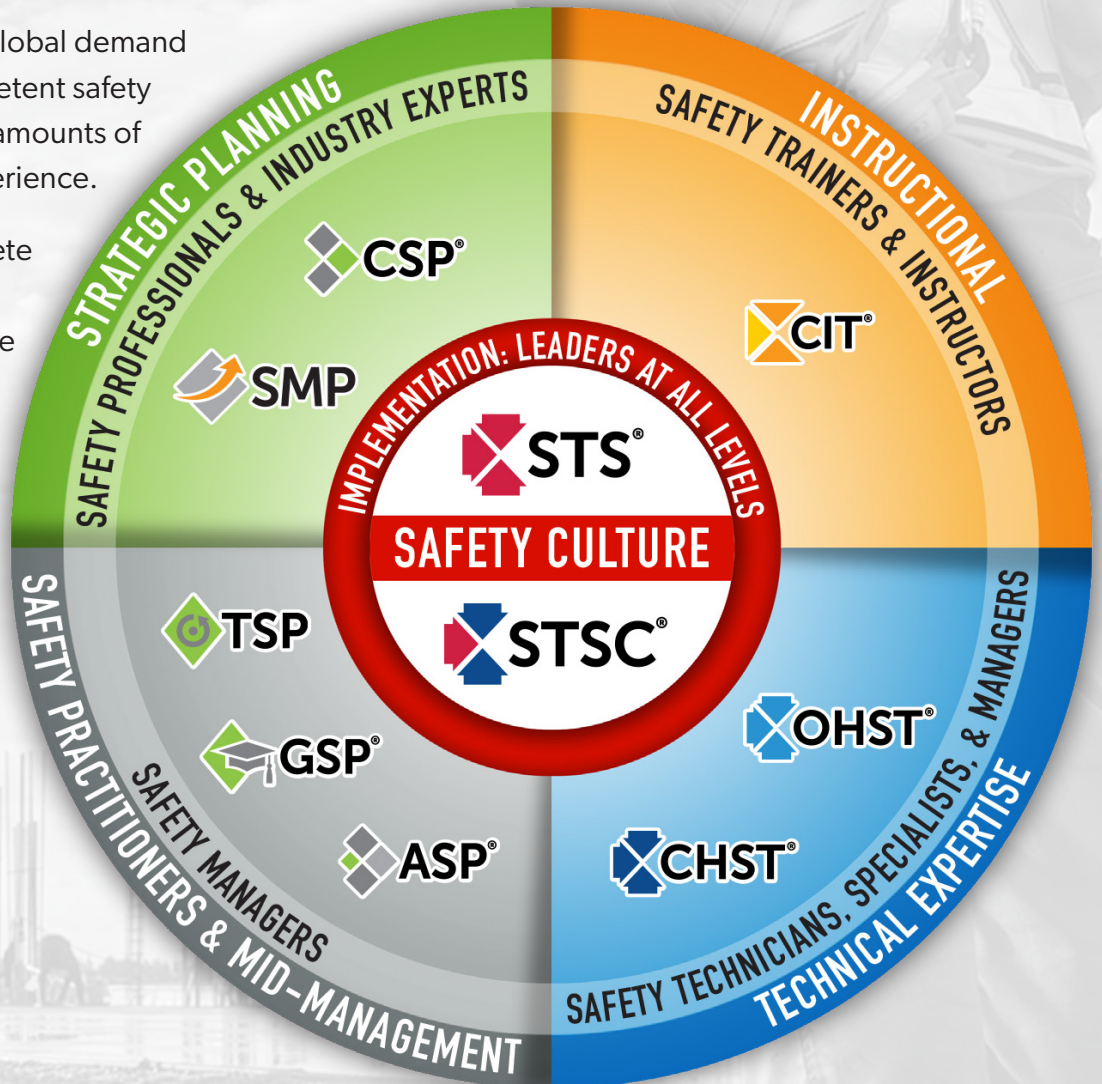 lobal demand
etent safety
amounts of
erience.
ete
e
STRATEGIC PLANNING
SAFETY PROFESSIONALS & INDUSTRY EXPERTS
CSP®
SMP
INSTRUCTIONAL
SAFETY TRAINERS & INSTRUCTORS
CIT®
IMPLEMENTATION: LEADERS AT ALL LEVELS
STS®
SAFETY CULTURE
STSC®
TSP
GSP®
ASP®
SAFETY MANAGERS
SAFETY PRACTITIONERS & MID-MANAGEMENT
OHST®
CHST®
SAFETY TECHNICIANS, SPECIALISTS, & MANAGERS
TECHNICAL EXPERTISE